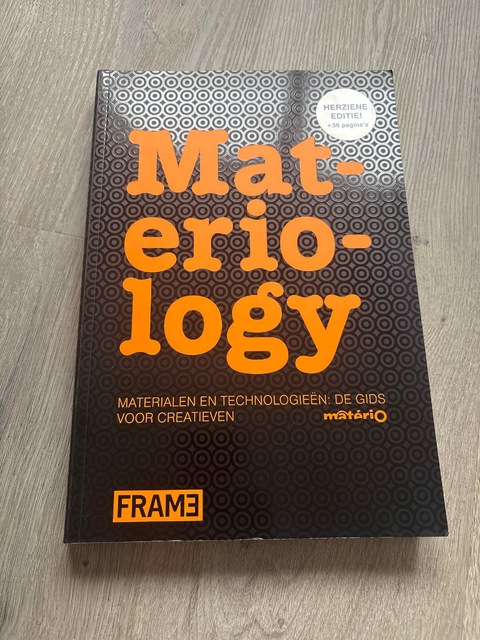 HERZIENE
EDITIE!
+36 pagina's
Mat-
erio-
logy
MATERIALEN EN TECHNOLOGIEËN: DE GIDS
VOOR CREATIEVEN
matériO
FRAME